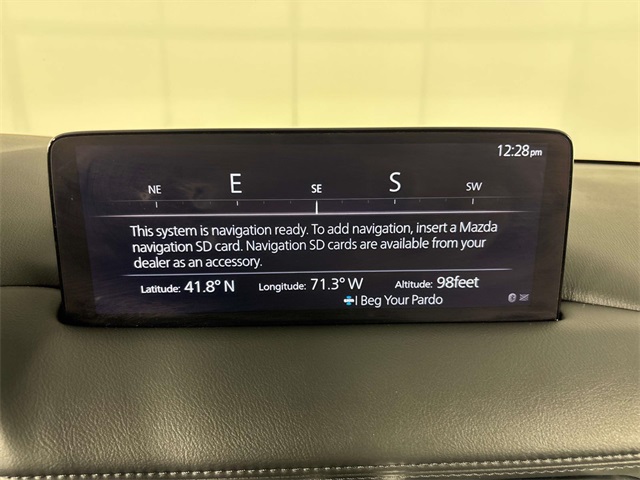 12:28pm
NE E SE S SW
This system is navigation ready. To add navigation, insert a Mazda
navigation SD card. Navigation SD cards are available from your
dealer as an accessory.
Latitude: 41.8° N Longitude: 71.3° W Altitude: 98feet
I Beg Your Pardo